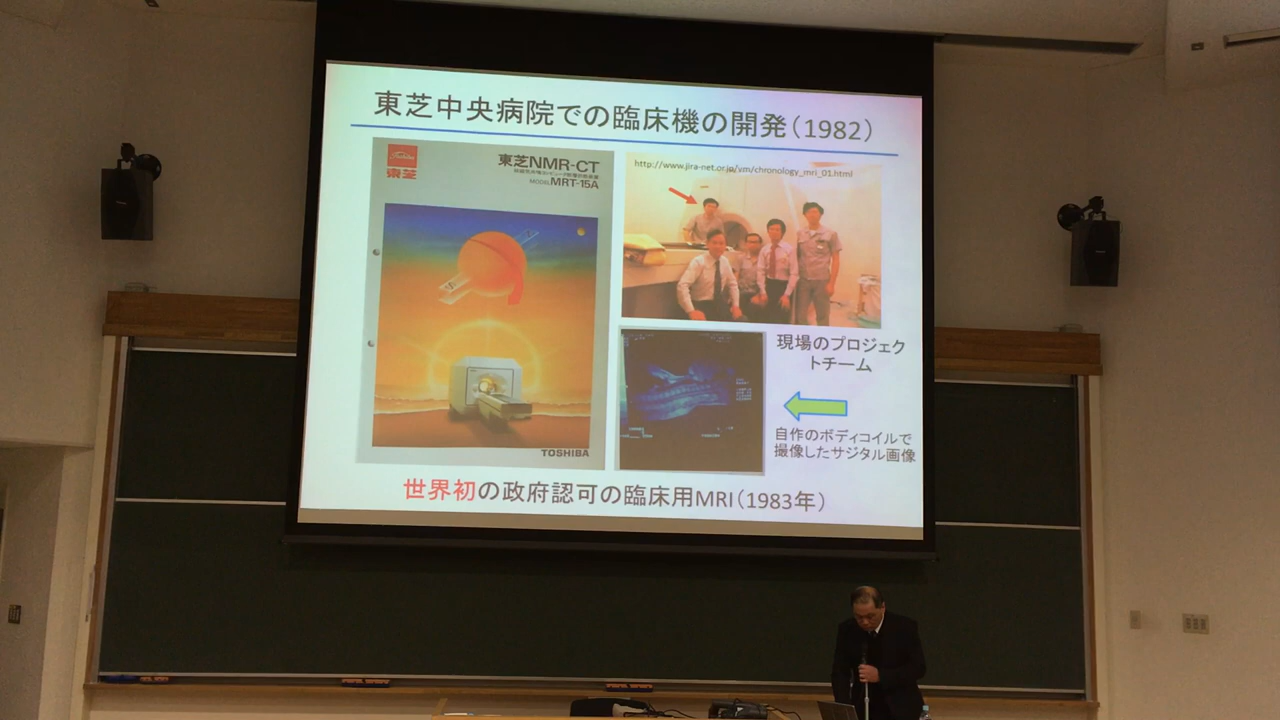 東芝中央病院での臨床機の開発（1982）
Toshiba
東芝
東芝NMR-CT
MODEL MRT-15A
TOSHIBA
http://www.jira-net.or.jp/vm/chronology_mri_01.html
現場のプロジェク
トチーム
自作のボディコイルで
撮像したサジタル画像
世界初の政府認可の臨床用MRI（1983年）